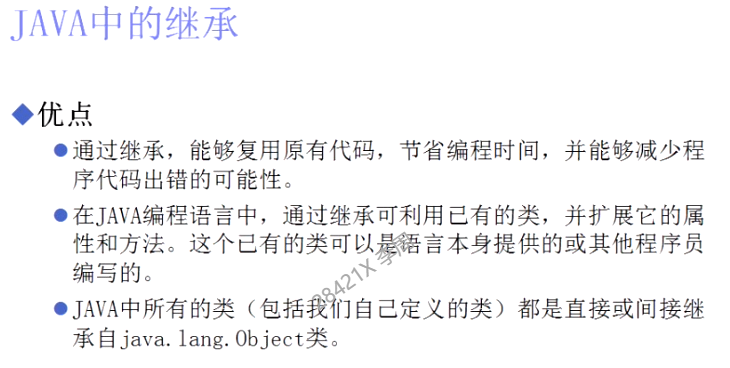 JAVA中的继承
优点
通过继承，能够复用原有代码，节省编程时间，并能够减少程
序代码出错的可能性。
在JAVA编程语言中，通过继承可利用已有的类，并扩展它的属
性和方法。这个已有的类可以是语言本身提供的或其他程序员
编写的。
JAVA中所有的类（包括我们自己定义的类）都是直接或间接继
承自java.lang.Object类。